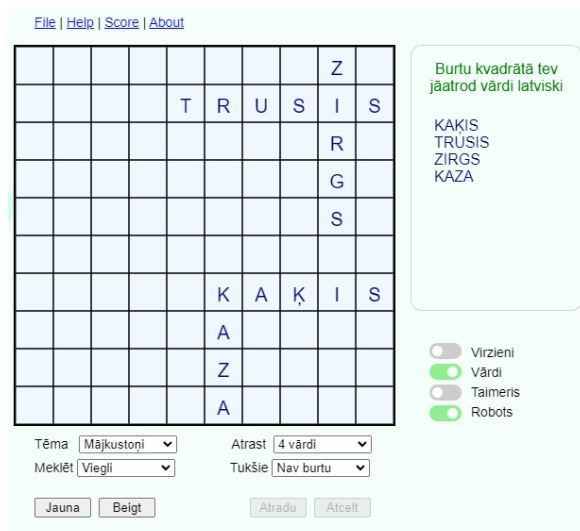 File | Help | Score | About
Z
T R U S I S
R
G
S
K A Ķ I S
A
Z
A
Burtu kvadrātā tev
jāatrod vārdi latviski
KAĶIS
TRUSIS
ZIRGS
KAZA
Virzieni
Vārdi
Taimeris
Robots
Tēma Mājkustoņi Atrast 4 vārdi
Meklēt Viegli Tukšie Nav burtu
Jauna Beigt Atradu Atcelt